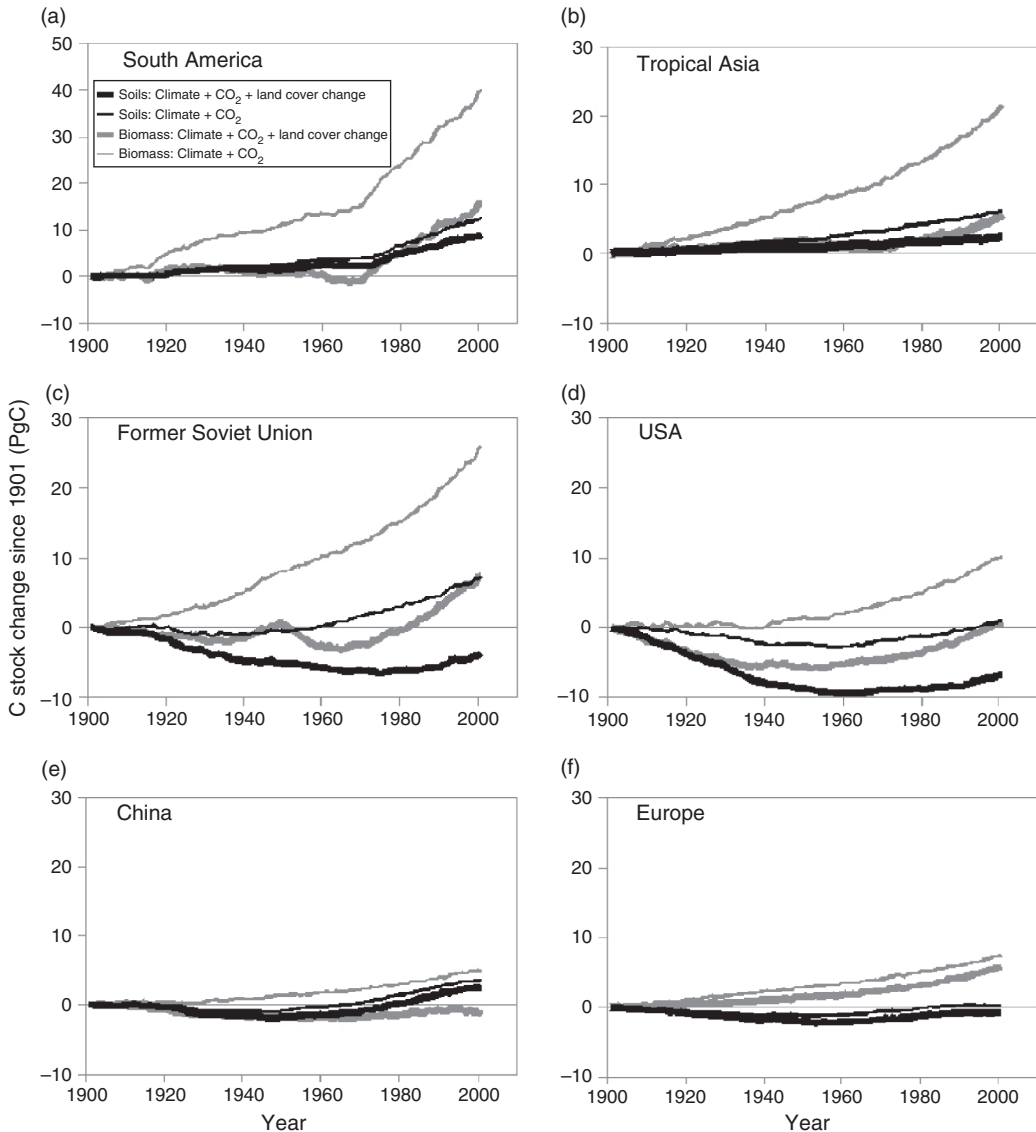 (a)
South America
50
40
30
20
10
0
–10
1900 1920 1940 1960 1980 2000
Soils: Climate + CO₂ + land cover change
Soils: Climate + CO₂
Biomass: Climate + CO₂ + land cover change
Biomass: Climate + CO₂
(b)
Tropical Asia
30
20
10
0
–10
1900 1920 1940 1960 1980 2000
C stock change since 1901 (PgC)
(c)
Former Soviet Union
30
20
10
0
–10
1900 1920 1940 1960 1980 2000
(d)
USA
30
20
10
0
–10
1900 1920 1940 1960 1980 2000
(e)
China
30
20
10
0
–10
1900 1920 1940 1960 1980 2000
Year
(f)
Europe
30
20
10
0
–10
1900 1920 1940 1960 1980 2000
Year